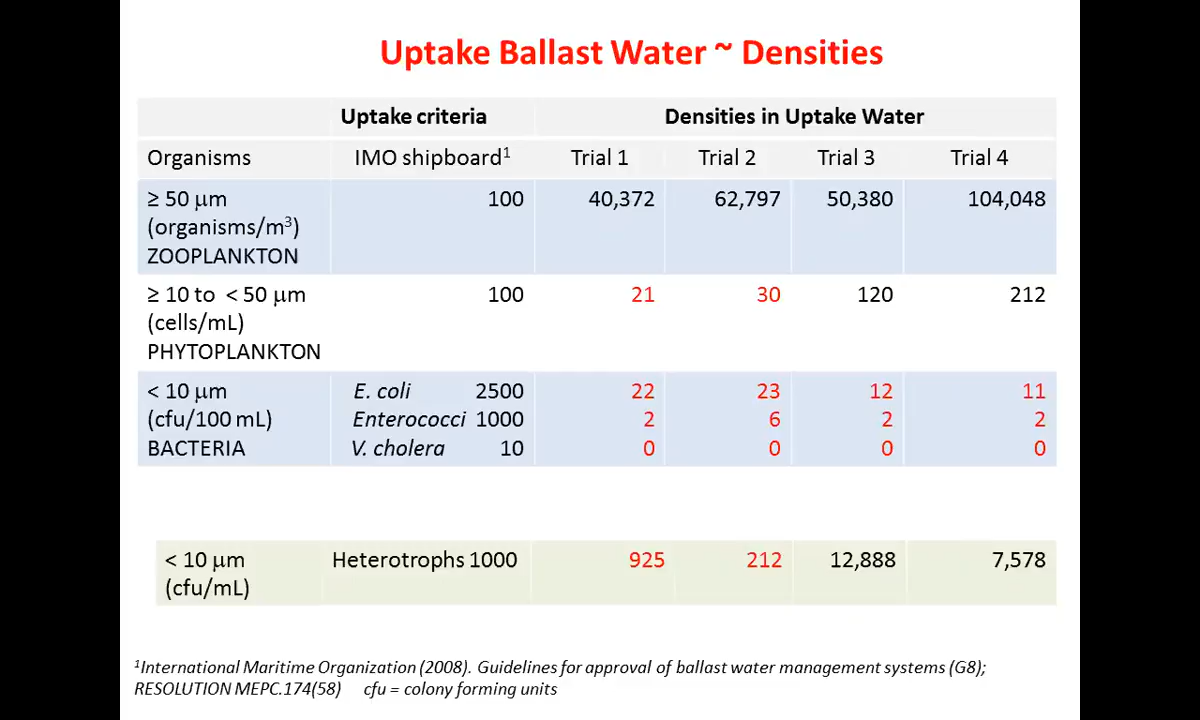 Uptake Ballast Water ~ Densities
Uptake criteria Densities in Uptake Water
Organisms IMO shipboard¹ Trial 1 Trial 2 Trial 3 Trial 4
≥ 50 μm 100 40,372 62,797 50,380 104,048
(organisms/m³)
ZOOPLANKTON
≥ 10 to < 50 μm 100 21 30 120 212
(cells/mL)
PHYTOPLANKTON
< 10 μm E. coli 2500 22 23 12 11
(cfu/100 mL) Enterococci 1000 2 6 2 2
BACTERIA V. cholera 10 0 0 0 0
< 10 μm Heterotrophs 1000 925 212 12,888 7,578
(cfu/mL)
¹International Maritime Organization (2008). Guidelines for approval of ballast water management systems (G8);
RESOLUTION MEPC.174(58) cfu = colony forming units